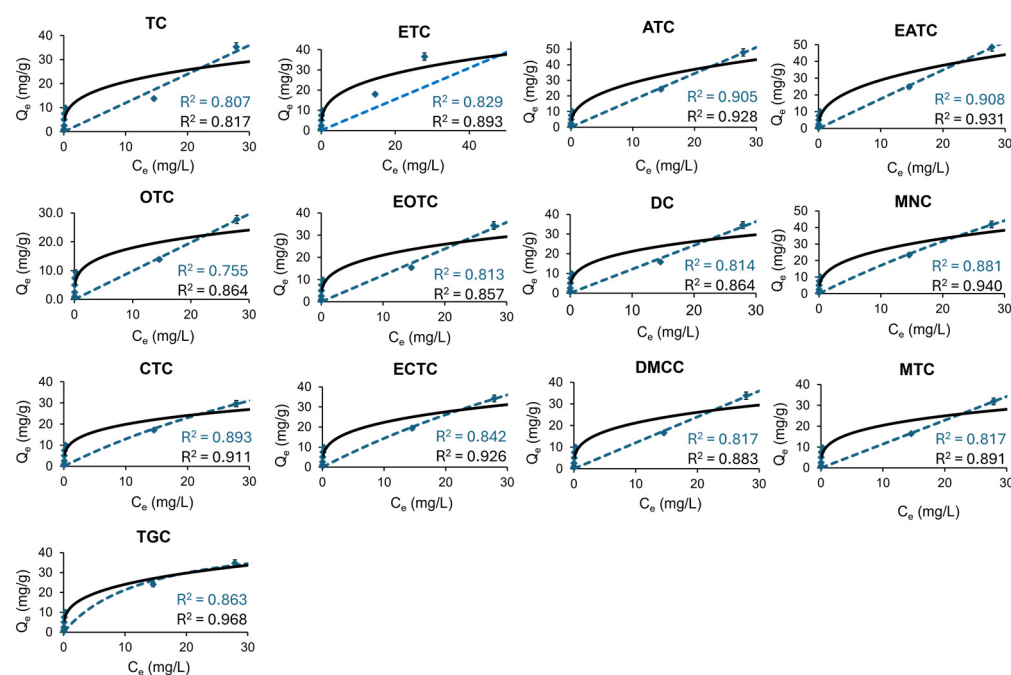 TC
Qe (mg/g)
40
30
20
10
0
R2 = 0.807
R2 = 0.817
0 10 20 30
Ce (mg/L)
ETC
Qe (mg/g)
40
30
20
10
0
R2 = 0.829
R2 = 0.893
0 20 40
Ce (mg/L)
ATC
Qe (mg/g)
50
40
30
20
10
0
R2 = 0.905
R2 = 0.928
0 10 20 30
Ce (mg/L)
EATC
Qe (mg/g)
50
40
30
20
10
0
R2 = 0.908
R2 = 0.931
0 10 20 30
Ce (mg/L)
OTC
Qe (mg/g)
30.0
20.0
10.0
0.0
R2 = 0.755
R2 = 0.864
0 10 20 30
Ce (mg/L)
EOTC
Qe (mg/g)
40
30
20
10
0
R2 = 0.813
R2 = 0.857
0 10 20 30
Ce (mg/L)
DC
Qe (mg/g)
40
30
20
10
0
R2 = 0.814
R2 = 0.864
0 10 20 30
Ce (mg/L)
MNC
Qe (mg/g)
50
40
30
20
10
0
R2 = 0.881
R2 = 0.940
0 10 20 30
Ce (mg/L)
CTC
Qe (mg/g)
40
30
20
10
0
R2 = 0.893
R2 = 0.911
0 10 20 30
Ce (mg/L)
ECTC
Qe (mg/g)
40
30
20
10
0
R2 = 0.842
R2 = 0.926
0 10 20 30
Ce (mg/L)
DMCC
Qe (mg/g)
40
30
20
10
0
R2 = 0.817
R2 = 0.883
0 10 20 30
Ce (mg/L)
MTC
Qe (mg/g)
40
30
20
10
0
R2 = 0.817
R2 = 0.891
0 10 20 30
Ce (mg/L)
TGC
Qe (mg/g)
40
30
20
10
0
R2 = 0.863
R2 = 0.968
0 10 20 30
Ce (mg/L)